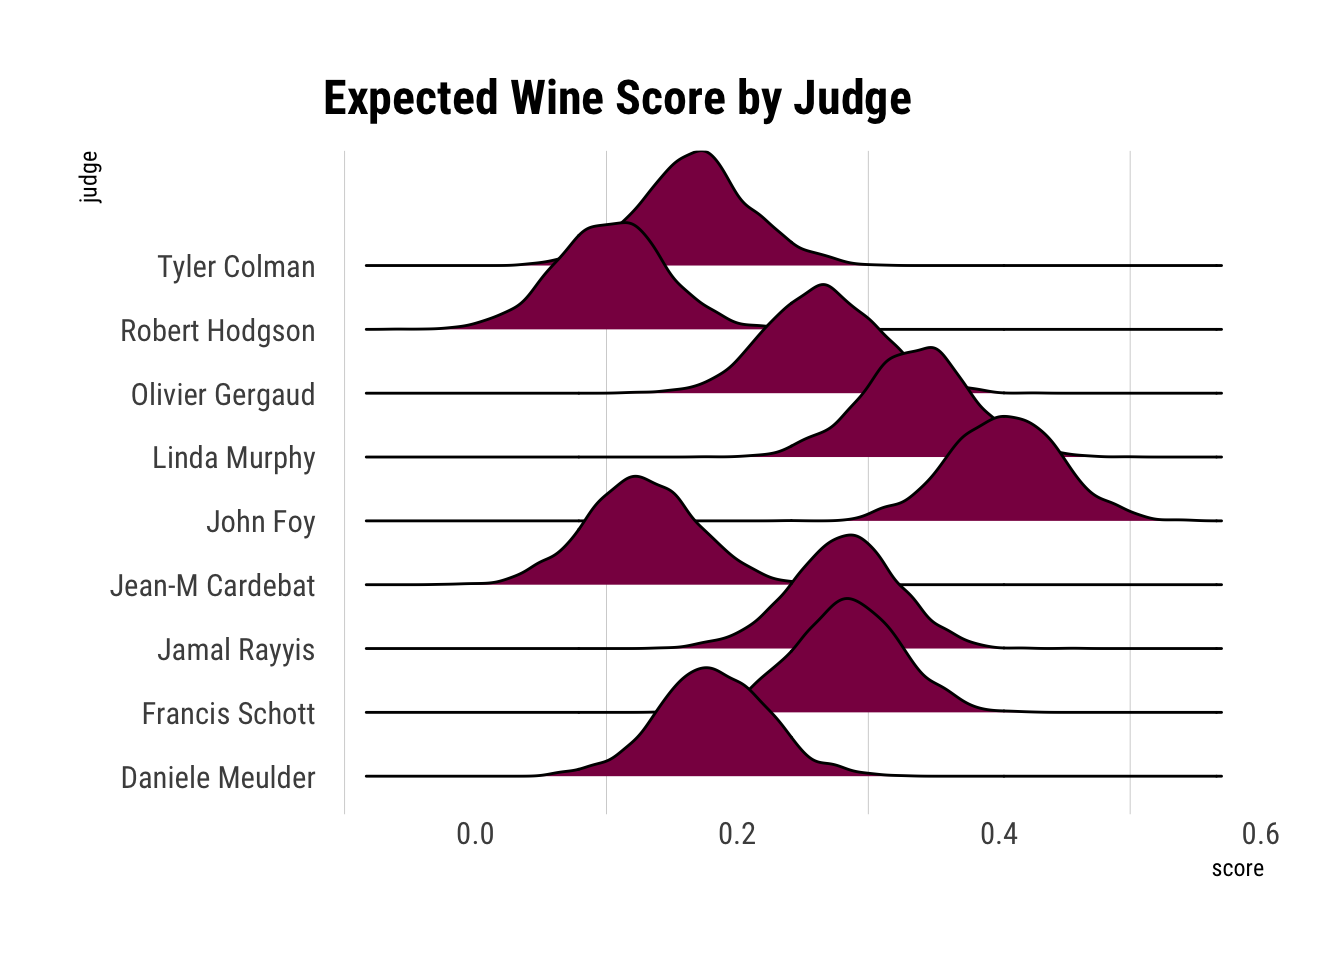 Expected Wine Score by Judge
judge
Tyler Colman
Robert Hodgson
Olivier Gergaud
Linda Murphy
John Foy
Jean-M Cardebat
Jamal Rayyis
Francis Schott
Daniele Meulder
0.0 0.2 0.4 0.6
score